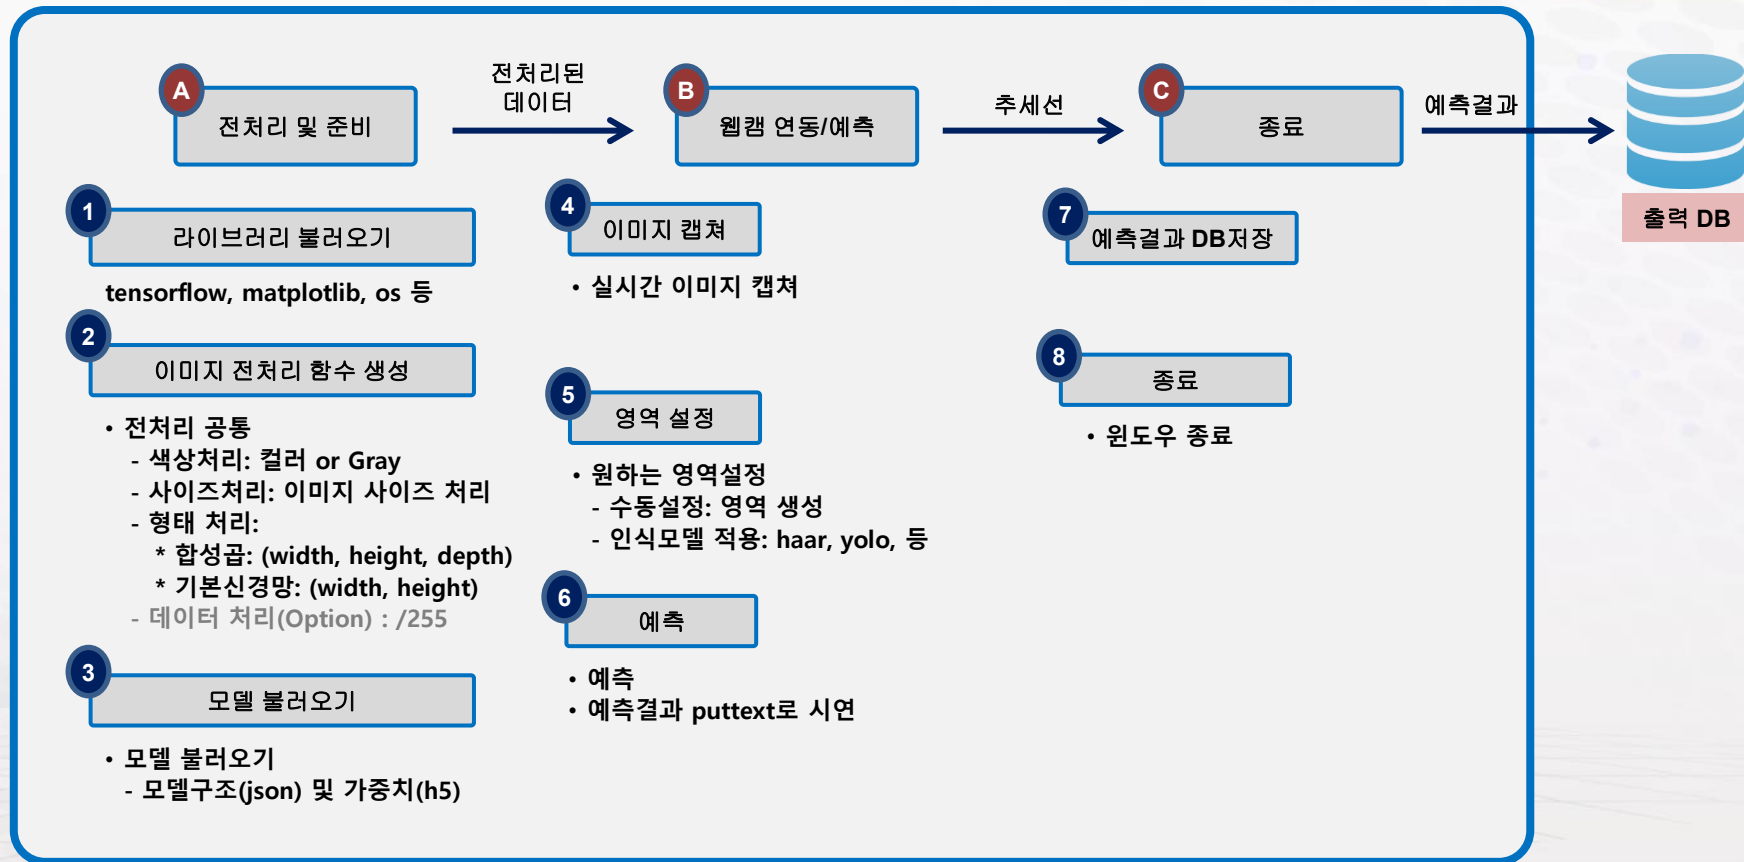 A
전처리 및 준비
전처리된
데이터
B
웹캠 연동/예측
추세선
C
종료
예측결과
출력 DB
1
라이브러리 불러오기
tensorflow, matplotlib, os 등
2
이미지 전처리 함수 생성
• 전처리 공통
- 색상처리: 컬러 or Gray
- 사이즈처리: 이미지 사이즈 처리
- 형태 처리:
* 합성곱: (width, height, depth)
* 기본신경망: (width, height)
- 데이터 처리(Option) : /255
3
모델 불러오기
• 모델 불러오기
- 모델구조(json) 및 가중치(h5)
4
이미지 캡쳐
• 실시간 이미지 캡쳐
5
영역 설정
• 원하는 영역설정
- 수동설정: 영역 생성
- 인식모델 적용: haar, yolo, 등
6
예측
• 예측
• 예측결과 puttext로 시연
7
예측결과 DB저장
8
종료
• 윈도우 종료